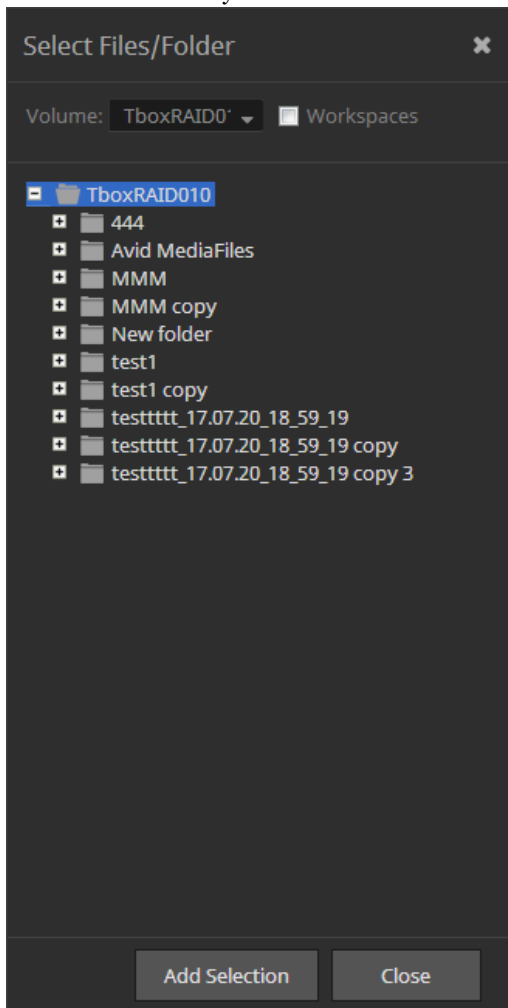 Select Files/Folder
Volume: TboxRAID01 Workspaces
TboxRAID010
444
Avid MediaFiles
MMM
MMM copy
New folder
test1
test1 copy
testtttt_17.07.20_18_59_19
testtttt_17.07.20_18_59_19 copy
testtttt_17.07.20_18_59_19 copy 3
Add Selection Close